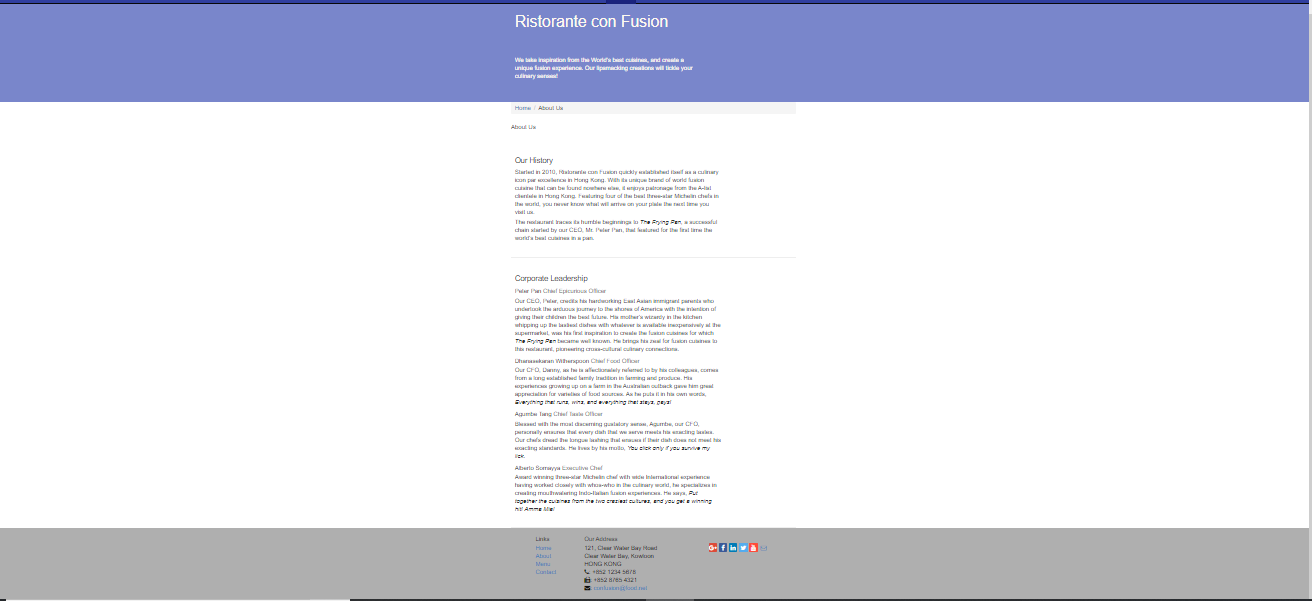 Ristorante con Fusion
We take inspiration from the World's best cuisines, and create a
unique fusion experience. Our lipsmacking creations will tickle your
culinary senses!
Home / About Us
About Us
Our History
Started in 2010, Ristorante con Fusion quickly established itself as a culinary
icon par excellence in Hong Kong. With its unique brand of world fusion
cuisine that can be found nowhere else, it enjoys patronage from the A-list
clientele in Hong Kong. Featuring four of the best three-star Michelin chefs in
the world, you never know what will arrive on your plate the next time you
visit us.
The restaurant traces its humble beginnings to The Frying Pan, a successful
chain started by our CEO, Mr. Peter Pan, that featured for the first time the
world's best cuisines in a pan.
Corporate Leadership
Peter Pan Chief Epicurious Officer
Our CEO, Peter, credits his hardworking East Asian immigrant parents who
undertook the arduous journey to the shores of America with the intention of
giving their children the best future. His mother's wizardy in the kitchen
whipping up the tastiest dishes with whatever is available inexpensively at the
supermarket, was his first inspiration to create the fusion cuisines for which
The Frying Pan became well known. He brings his zeal for fusion cuisines to
this restaurant, pioneering cross-cultural culinary connections.
Dhanasekaran Witherspoon Chief Food Officer
Our CFO, Danny, as he is affectionately referred to by his colleagues, comes
from a long established family tradition in farming and produce. His
experiences growing up on a farm in the Australian outback gave him great
appreciation for varieties of food sources. As he puts it in his own words,
Everything that runs, wins, and everything that stays, pays!
Agumbe Tang Chief Taste Officer
Blessed with the most discerning gustatory sense, Agumbe, our CFO,
personally ensures that every dish that we serve meets his exacting tastes.
Our chefs dread the tongue lashing that ensues if their dish does not meet his
exacting standards. He lives by his motto, You click only if you survive my
lick.
Alberto Somayya Executive Chef
Award winning three-star Michelin chef with wide International experience
having worked closely with whos-who in the culinary world, he specializes in
creating mouthwatering Indo-Italian fusion experiences. He says, Put
together the cuisines from the two craziest cultures, and you get a winning
hit! Amma Mia!
Links
Home
About
Menu
Contact
Our Address
121, Clear Water Bay Road
Clear Water Bay, Kowloon
HONG KONG
: +852 1234 5678
: +852 8765 4321
: confusion@food.net